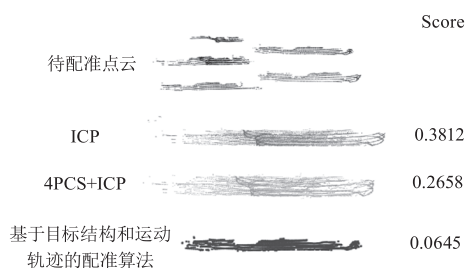 Score
待配准点云
ICP 0.3812
4PCS+ICP 0.2658
基于目标结构和运动
轨迹的配准算法 0.0645